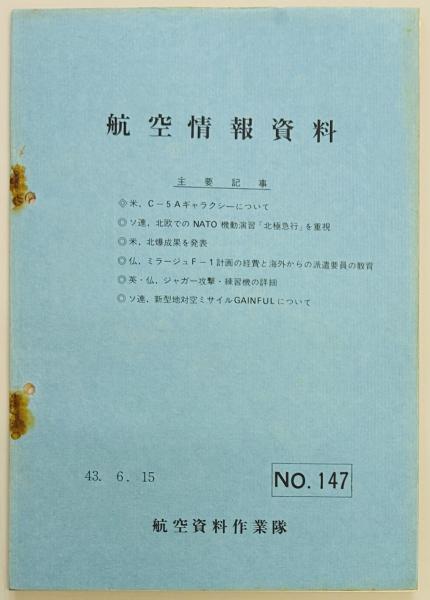 航空情報資料
主要記事
◎米，C－5Aギャラクシーについて
◎ソ連，北欧でのNATO機動演習「北極急行」を重視
◎米，北爆成果を発表
◎仏，ミラージュF－1計画の経費と海外からの派遣要員の教育
◎英・仏，ジャガー攻撃・練習機の詳細
◎ソ連，新型地対空ミサイルGAINFULについて
43. 6. 15
NO. 147
航空資料作業隊